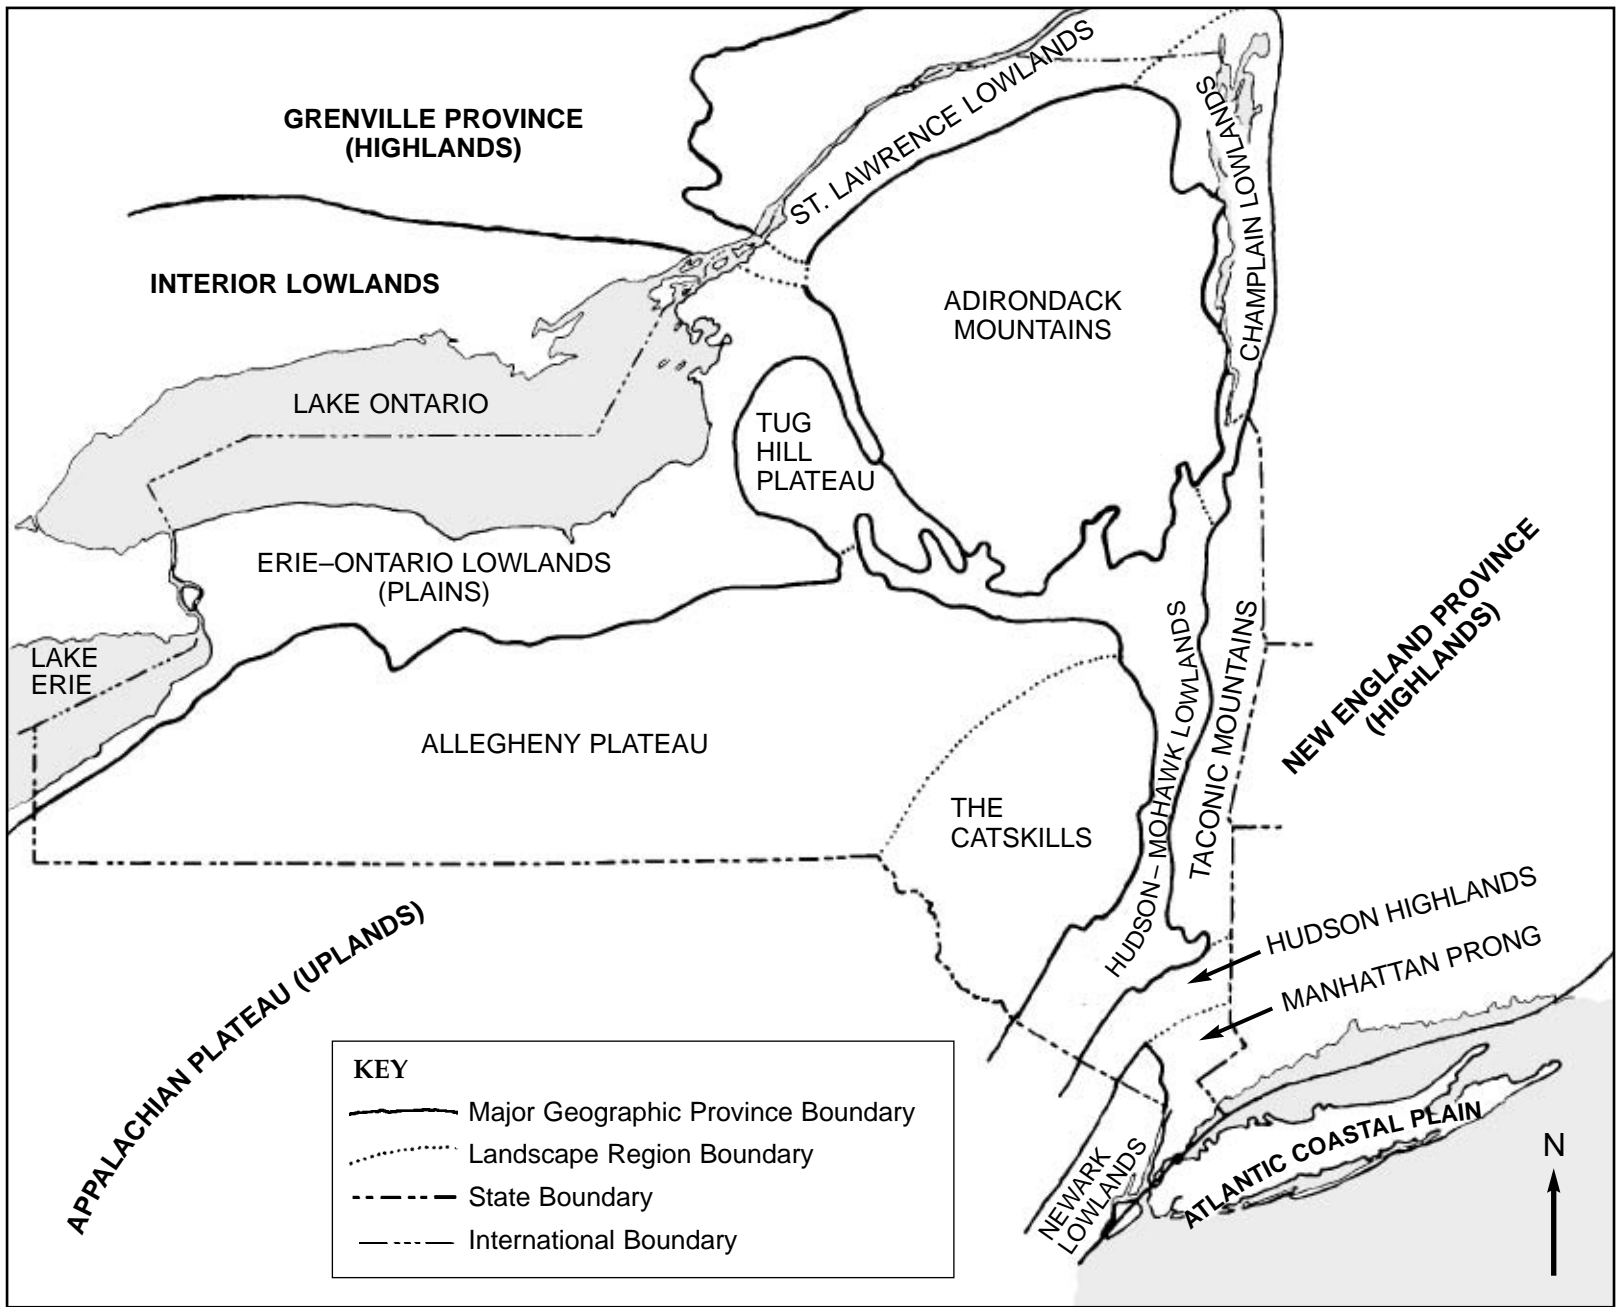 GRENVILLE PROVINCE
(HIGHLANDS)
ST. LAWRENCE LOWLANDS
CHAMPLAIN LOWLANDS
INTERIOR LOWLANDS
ADIRONDACK
MOUNTAINS
LAKE ONTARIO
TUG
HILL
PLATEAU
ERIE–ONTARIO LOWLANDS
(PLAINS)
LAKE
ERIE
NEW ENGLAND PROVINCE
(HIGHLANDS)
HUDSON–MOHAWK LOWLANDS
TACONIC MOUNTAINS
ALLEGHENY PLATEAU
THE
CATSKILLS
HUDSON HIGHLANDS
MANHATTAN PRONG
APPALACHIAN PLATEAU (UPLANDS)
KEY
Major Geographic Province Boundary
Landscape Region Boundary
State Boundary
International Boundary
NEWARK
LOWLANDS
ATLANTIC COASTAL PLAIN
N